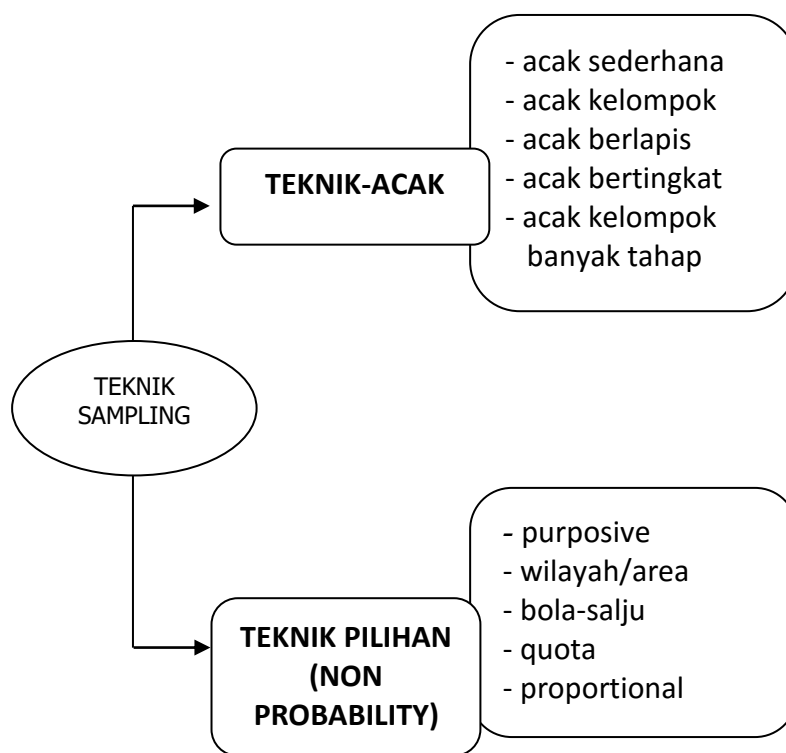 - acak sederhana
- acak kelompok
- acak berlapis
- acak bertingkat
- acak kelompok
banyak tahap
TEKNIK-ACAK
TEKNIK
SAMPLING
- purposive
- wilayah/area
- bola-salju
- quota
- proportional
TEKNIK PILIHAN
(NON
PROBABILITY)